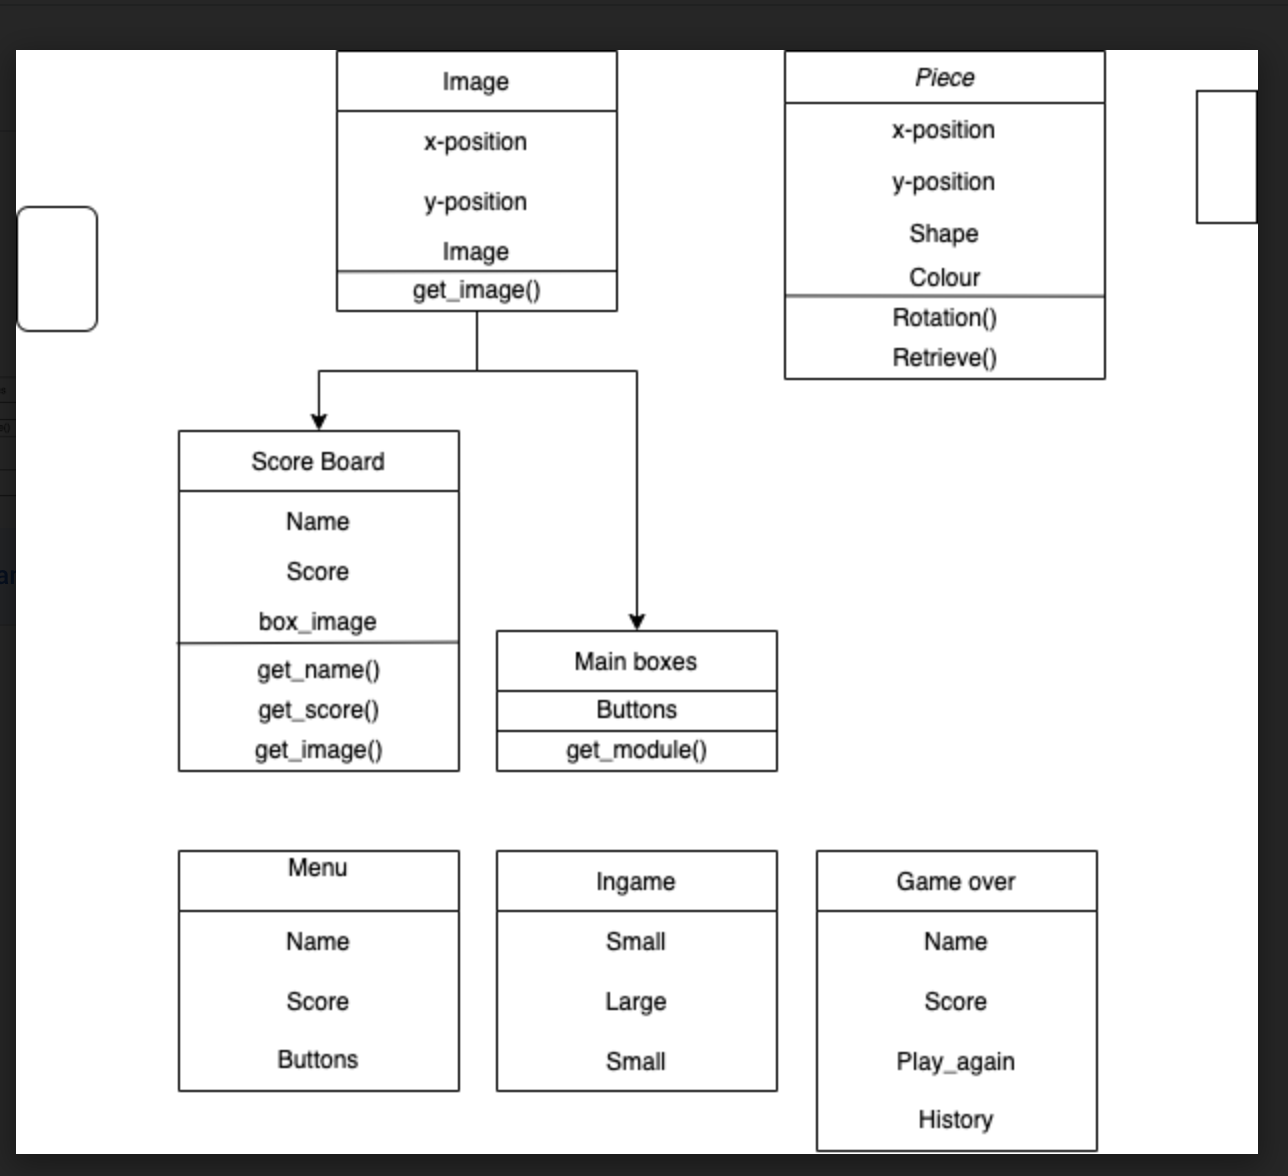 Image
x-position
y-position
Image
get_image()
Piece
x-position
y-position
Shape
Colour
Rotation()
Retrieve()
Score Board
Name
Score
box_image
get_name()
get_score()
get_image()
Main boxes
Buttons
get_module()
Menu
Name
Score
Buttons
Ingame
Small
Large
Small
Game over
Name
Score
Play_again
History